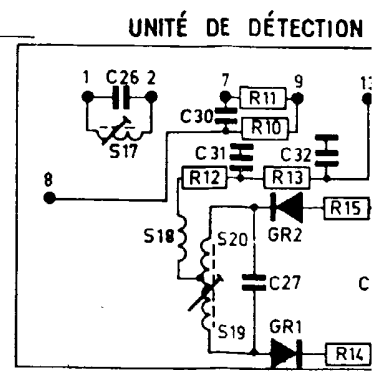 UNITÉ DE DÉTECTION
1 C26 2 7 9
R11
C30
R10
S17
C31 C32
8
R12 R13
R15
S18 S20 GR2
C27 C
S19 GR1
R14